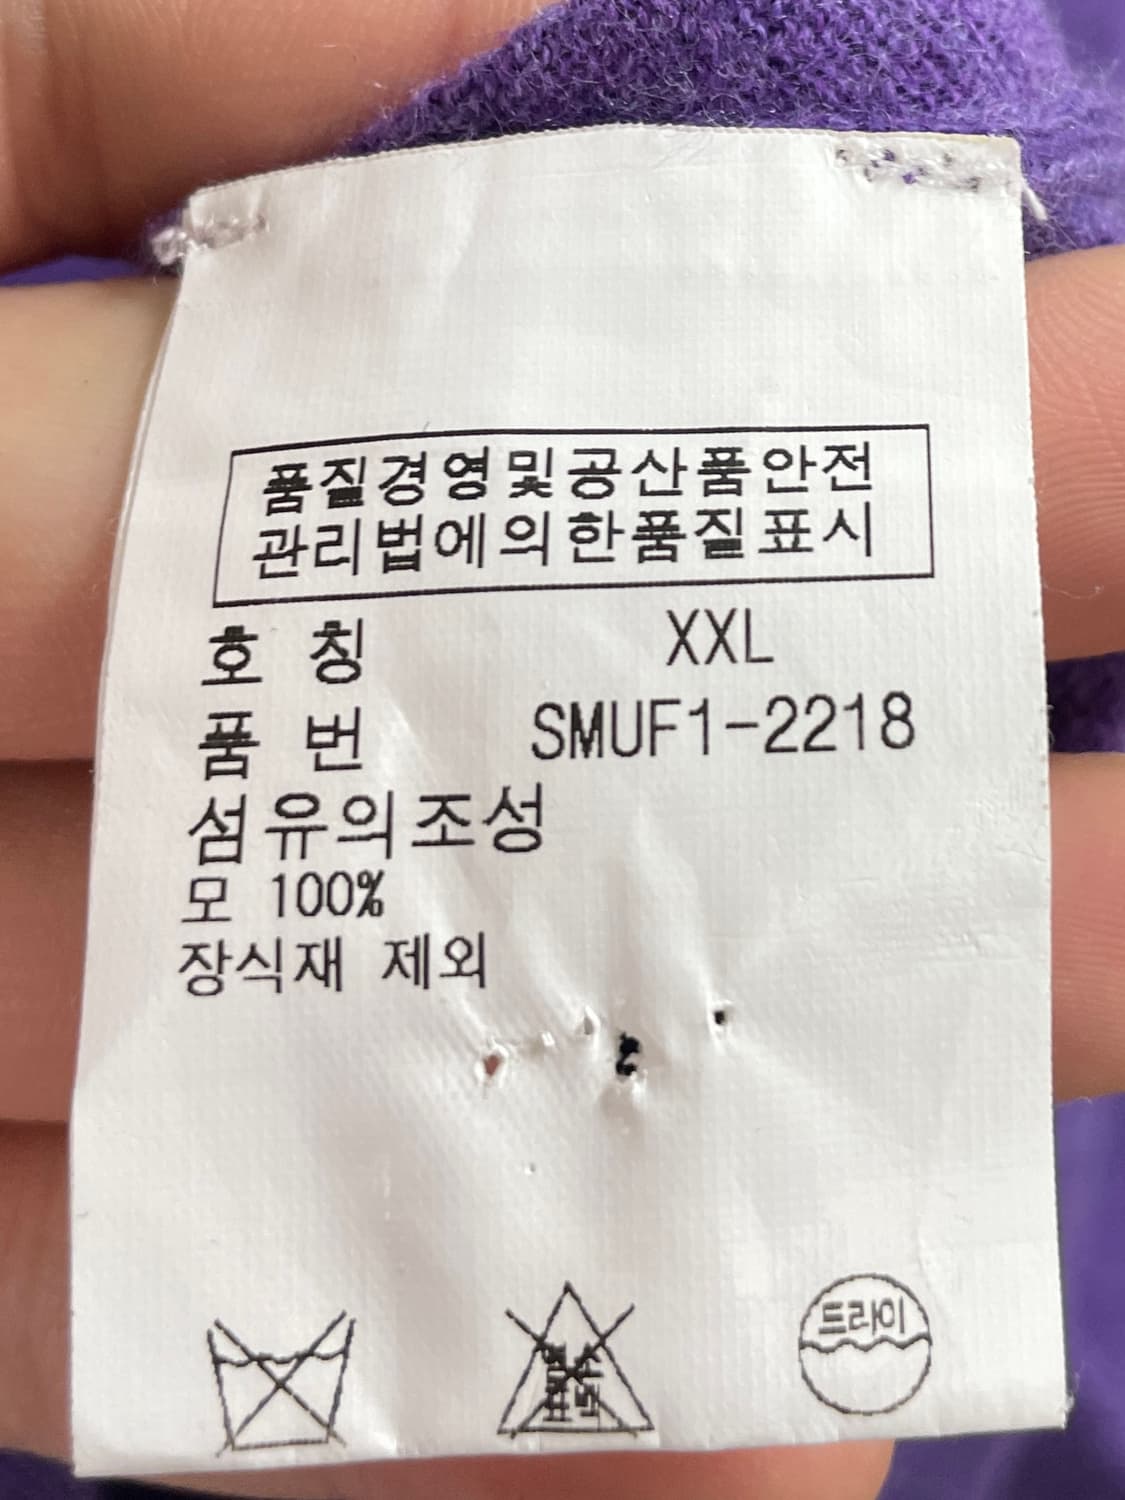 품질경영및공산품안전
관리법에의한품질표시
호 칭 XXL
품 번 SMUF1-2218
섬유의조성
모 100%
장식재 제외
드라이